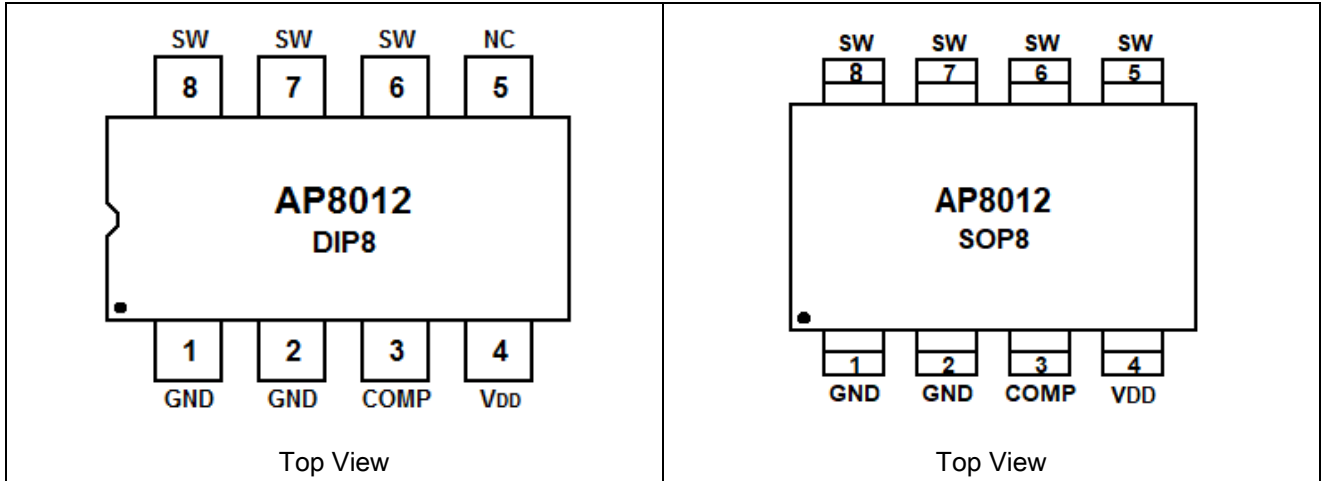 SW SW SW NC
8 7 6 5
AP8012
DIP8
1 2 3 4
GND GND COMP VDD
Top View
SW SW SW SW
8 7 6 5
AP8012
SOP8
1 2 3 4
GND GND COMP VDD
Top View